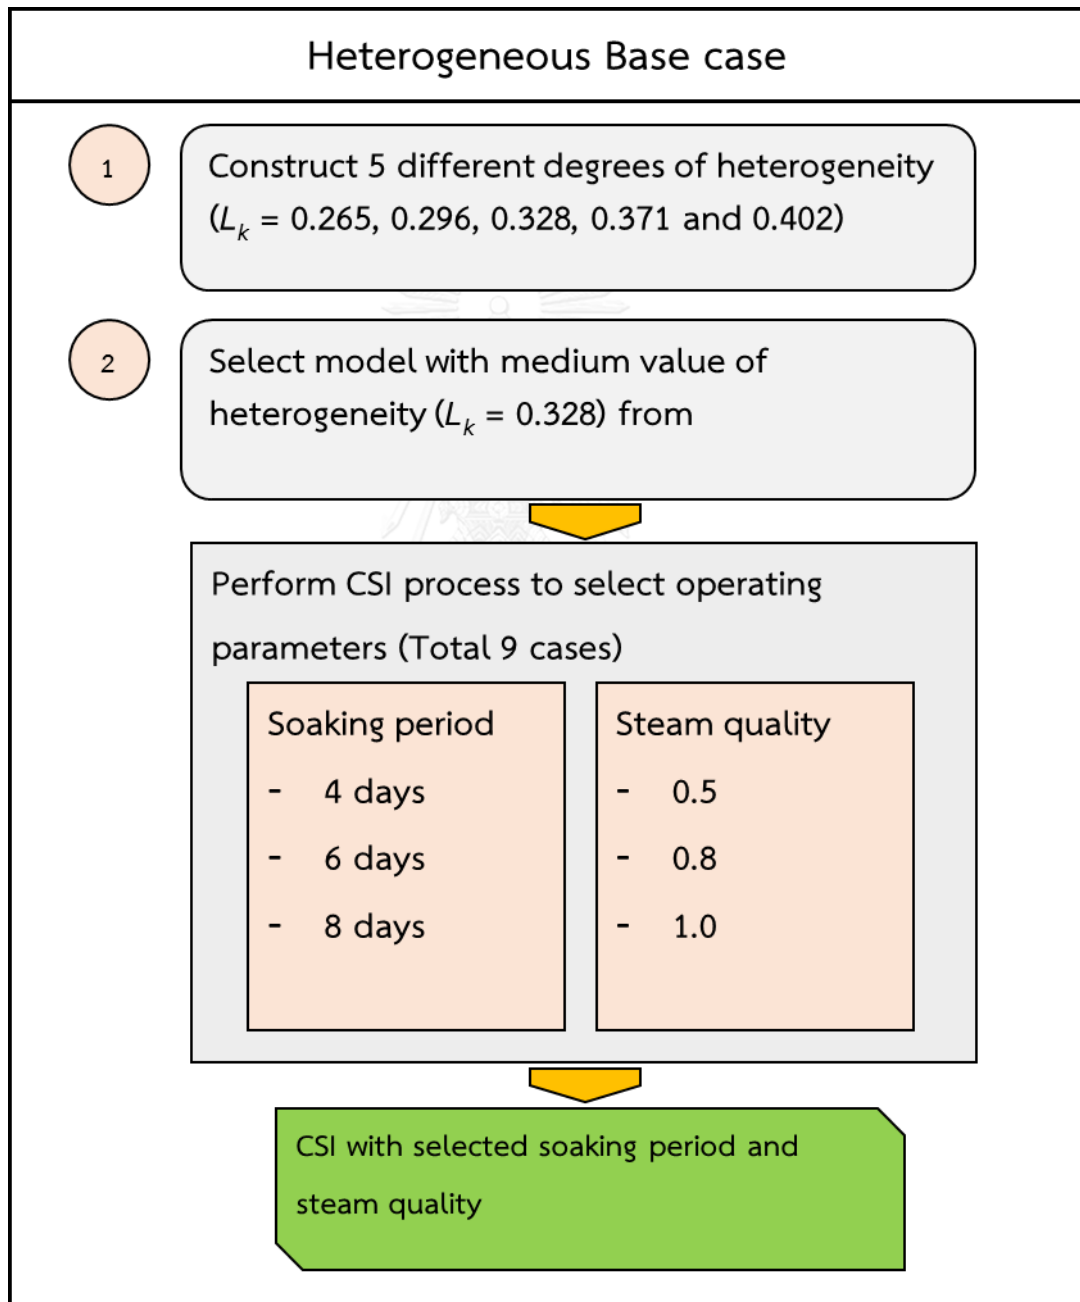 Heterogeneous Base case
1
Construct 5 different degrees of heterogeneity
(Lk = 0.265, 0.296, 0.328, 0.371 and 0.402)
2
Select model with medium value of
heterogeneity (Lk = 0.328) from
Perform CSI process to select operating
parameters (Total 9 cases)
Soaking period
- 4 days
- 6 days
- 8 days
Steam quality
- 0.5
- 0.8
- 1.0
CSI with selected soaking period and
steam quality